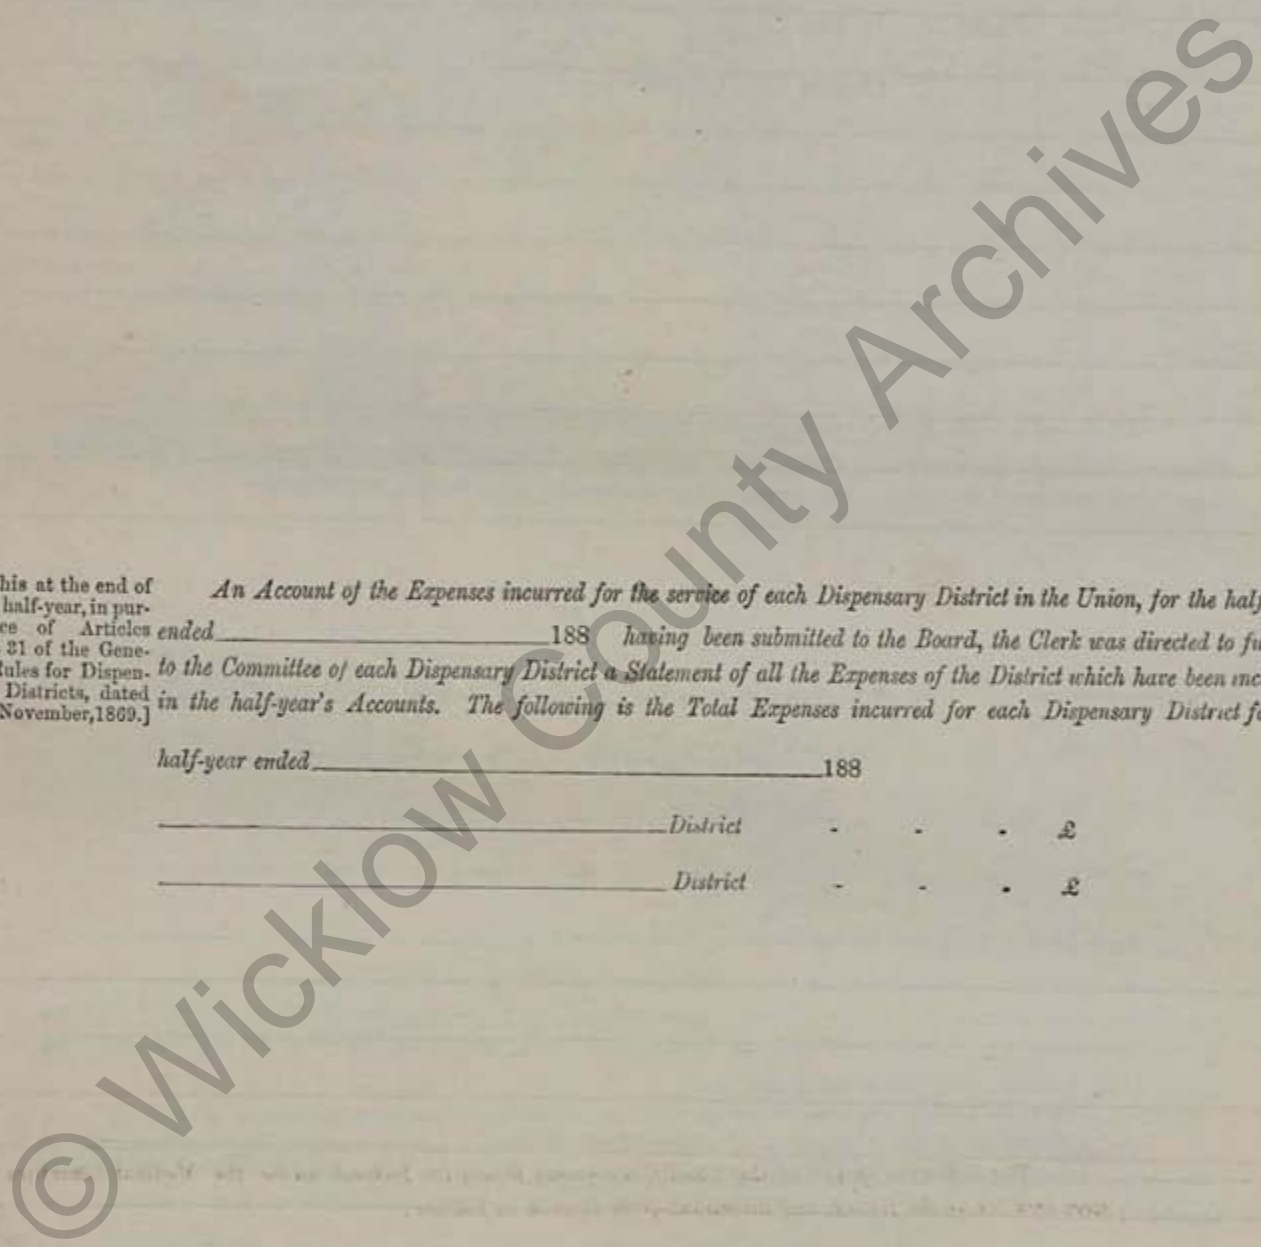 his at the end of
half-year, in pur-
ce of Articles
31 of the Gene-
ules for Dispen-
Districts, dated
November, 1869.]
An Account of the Expenses incurred for the service of each Dispensary District in the Union, for the half
ended 188 having been submitted to the Board, the Clerk was directed to fu
to the Committee of each Dispensary District a Statement of all the Expenses of the District which have been inc
in the half-year's Accounts. The following is the Total Expenses incurred for each Dispensary District fo
half-year ended 188
District - - - £
District - - - £
© Wicklow County Archives